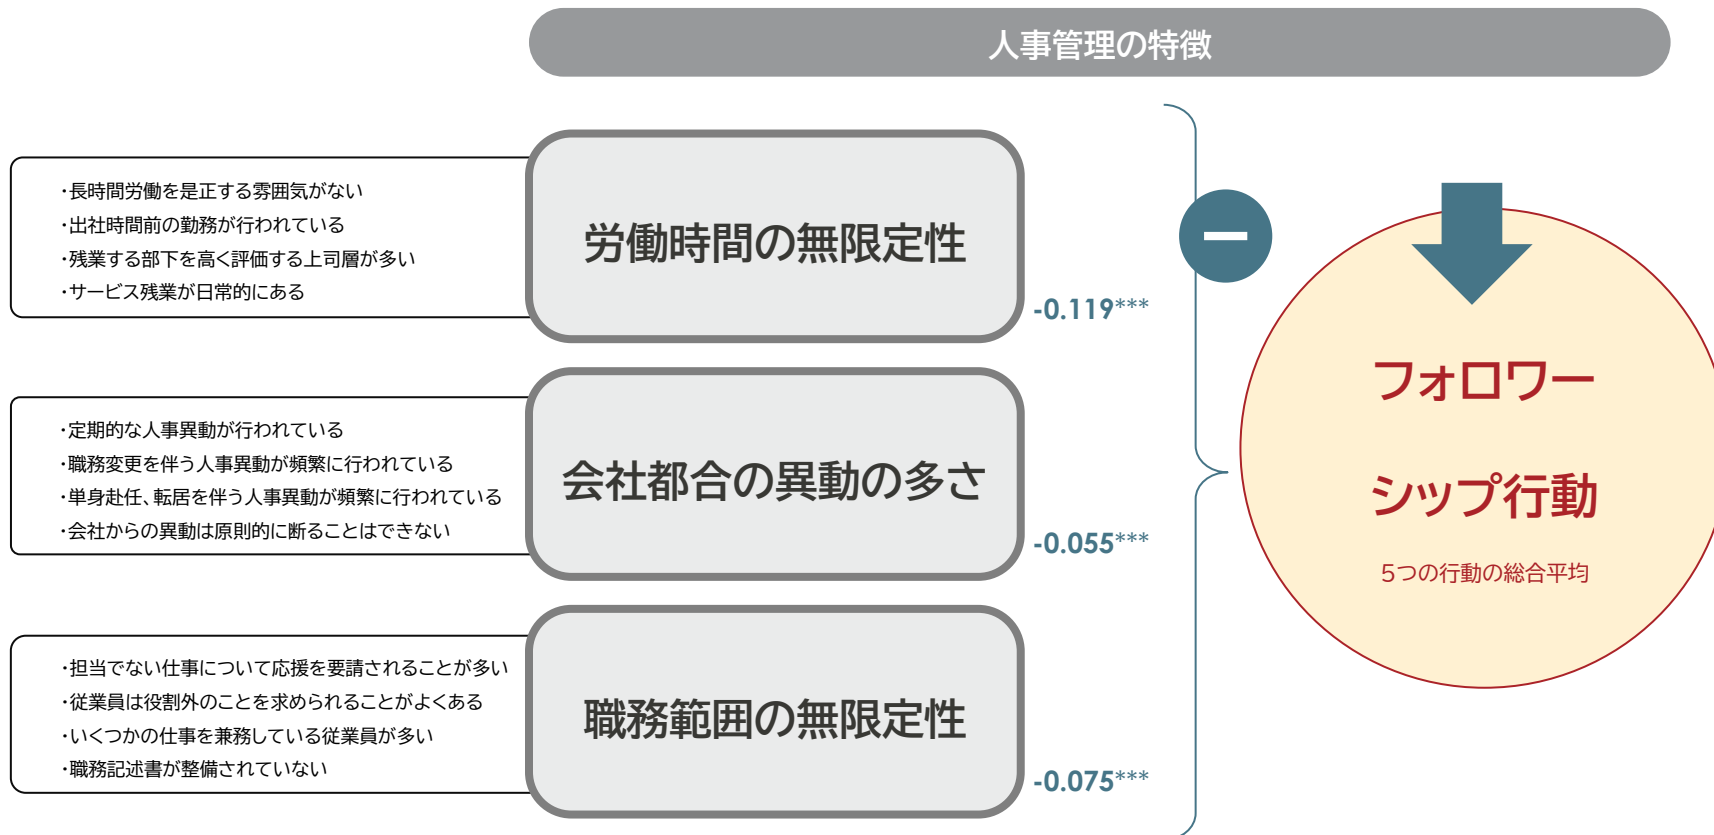 人事管理の特徴
・長時間労働を是正する雰囲気がない
・出社時間前の勤務が行われている
・残業する部下を高く評価する上司層が多い
・サービス残業が日常的にある
労働時間の無限定性
-0.119***
・定期的な人事異動が行われている
・職務変更を伴う人事異動が頻繁に行われている
・単身赴任、転居を伴う人事異動が頻繁に行われている
・会社からの異動は原則的に断ることはできない
会社都合の異動の多さ
-0.055***
・担当でない仕事について応援を要請されることが多い
・従業員は役割外のことを求められることがよくある
・いくつかの仕事を兼務している従業員が多い
・職務記述書が整備されていない
職務範囲の無限定性
-0.075***
フォロワー
シップ行動
5つの行動の総合平均